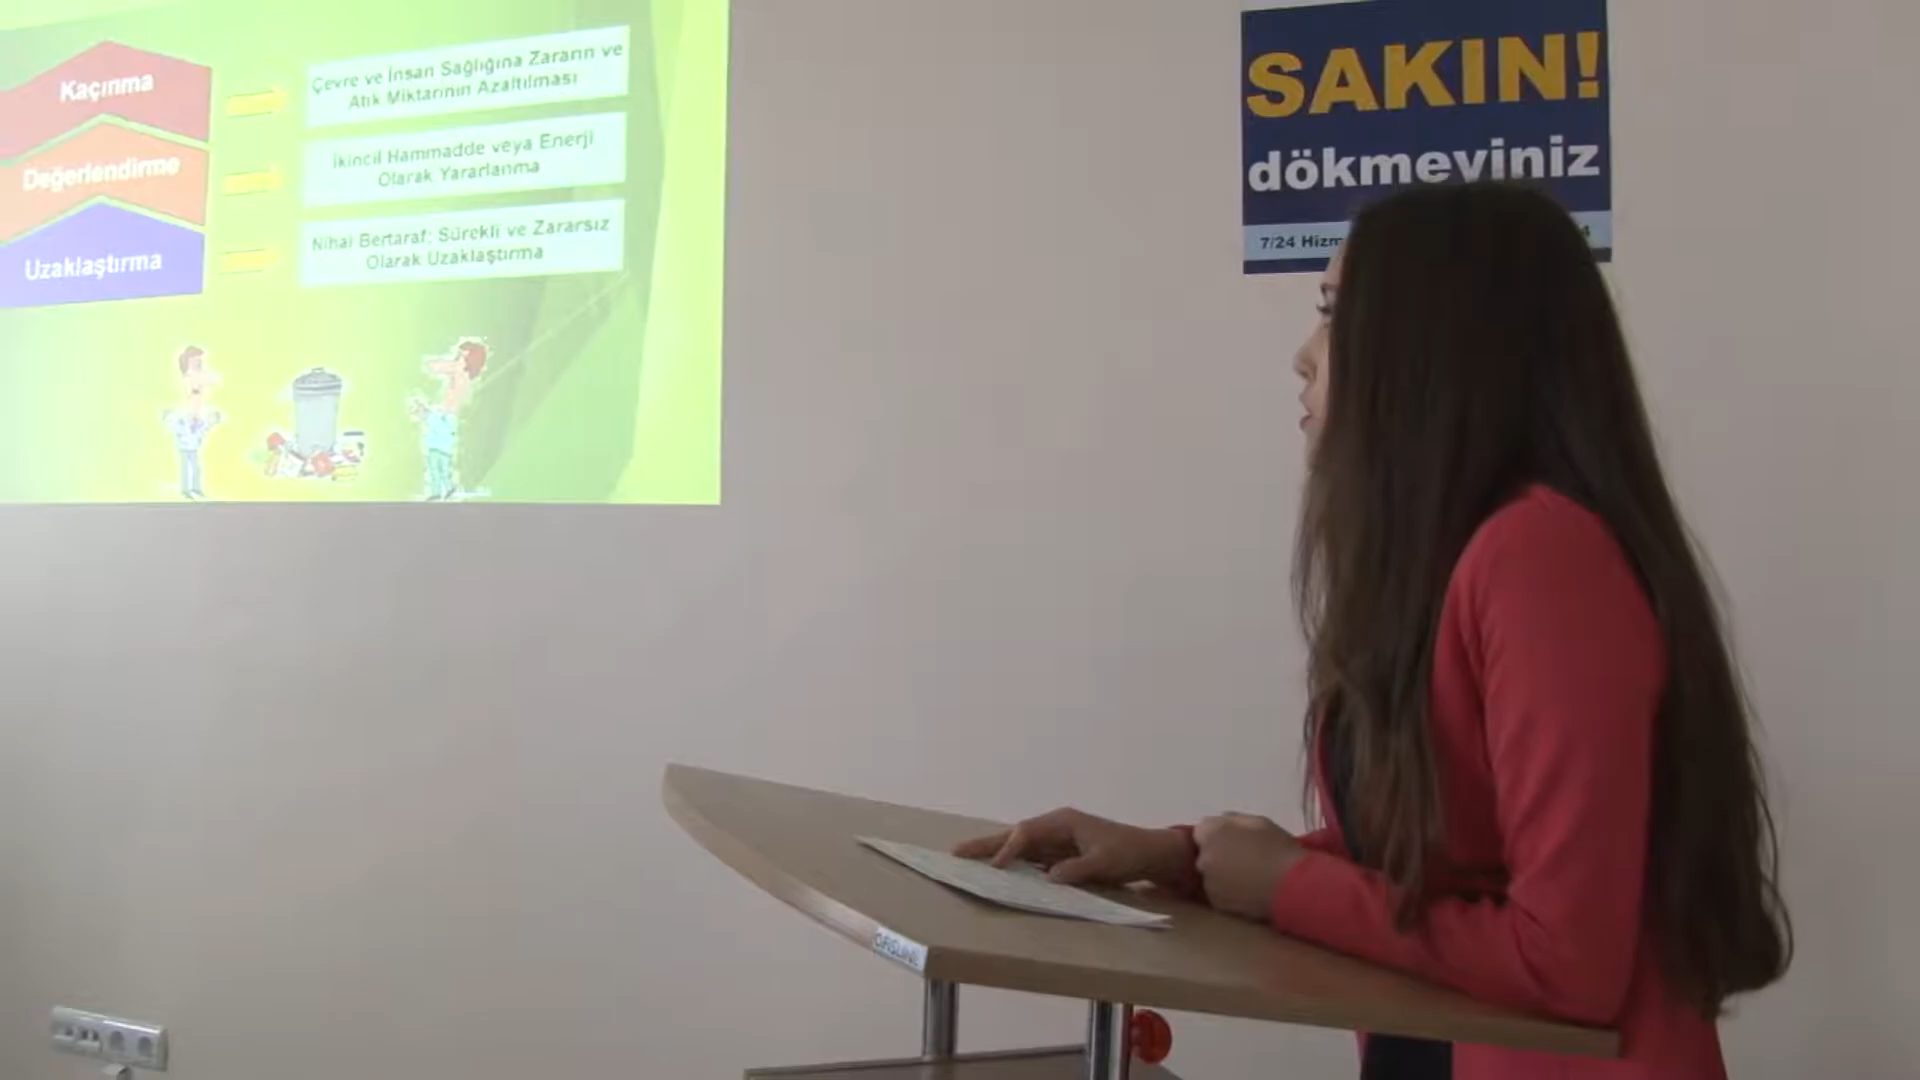 Kaçınma
Çevre ve İnsan Sağlığına Zararın ve
Atık Miktarının Azaltılması
Değerlendirme
İkincil Hammadde veya Enerji
Olarak Yararlanma
Uzaklaştırma
Nihai Bertaraf: Sürekli ve Zararsız
Olarak Uzaklaştırma
SAKIN!
dökmeyiniz
7/24